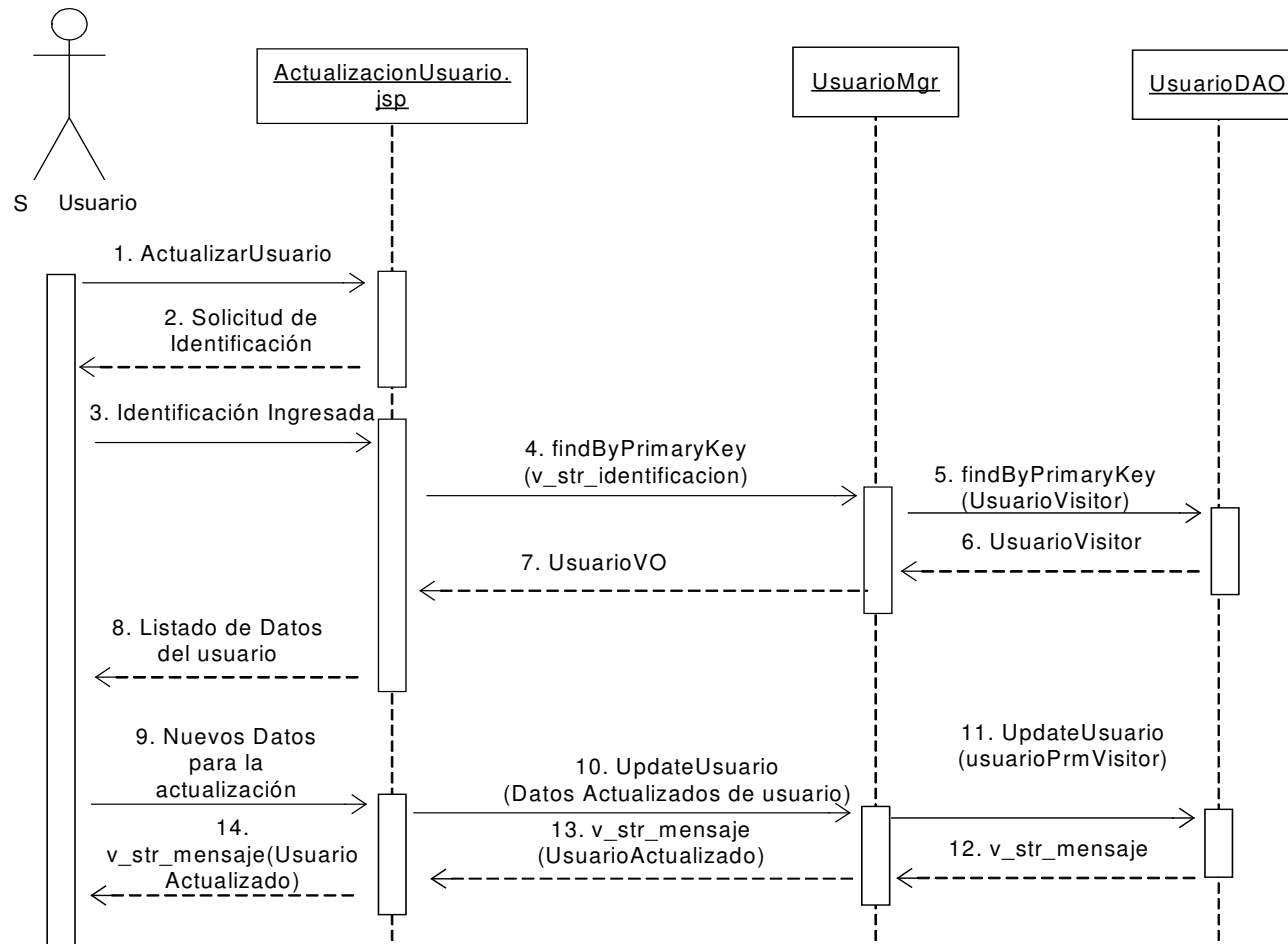 ActualizacionUsuario.
jsp
UsuarioMgr
UsuarioDAO
S Usuario
1. ActualizarUsuario
2. Solicitud de
Identificación
3. Identificación Ingresada
4. findByPrimaryKey
(v_str_identificacion)
5. findByPrimaryKey
(UsuarioVisitor)
6. UsuarioVisitor
7. UsuarioVO
8. Listado de Datos
del usuario
9. Nuevos Datos
para la
actualización
10. UpdateUsuario
(Datos Actualizados de usuario)
11. UpdateUsuario
(usuarioPrmVisitor)
12. v_str_mensaje
13. v_str_mensaje
(UsuarioActualizado)
14.
v_str_mensaje(Usuario
Actualizado)